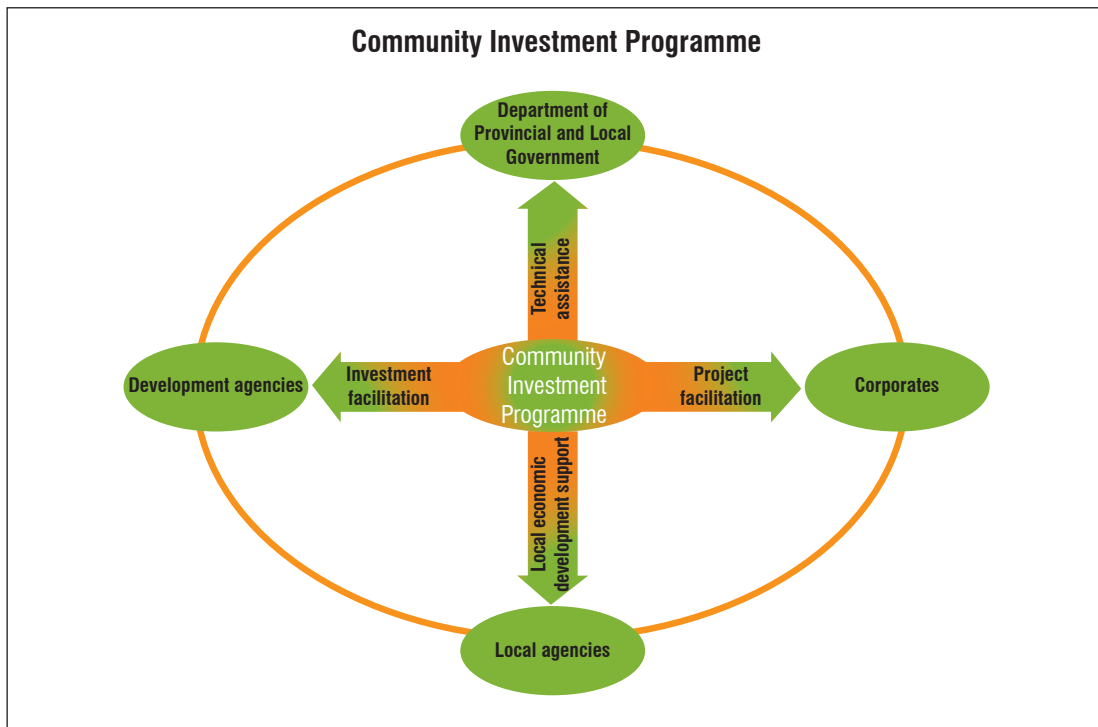 Community Investment Programme
Department of
Provincial and Local
Government
Technical
assistance
Development agencies
Investment
facilitation
Community
Investment
Programme
Project
facilitation
Corporates
Local economic
development support
Local agencies